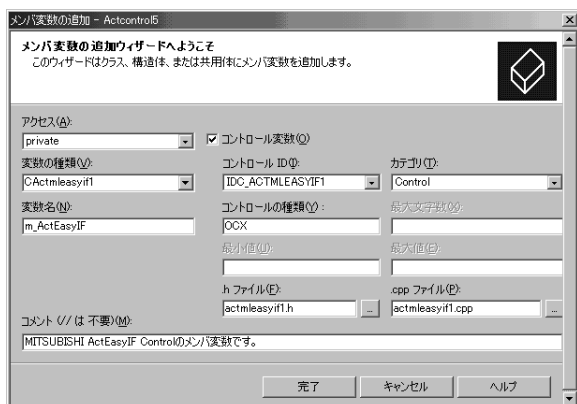 メンバ変数の追加 - Actcontrol5
メンバ変数の追加ウィザードへようこそ
このウィザードはクラス、構造体、または共用体にメンバ変数を追加します。
アクセス(A):
private
コントロール変数(O)
変数の種類(V):
コントロール ID(I):
カテゴリ(T):
CActmleasyif1
IDC_ACTMLEASYIF1
Control
変数名(N):
コントロールの種類(Y) :
最大文字数(X):
m_ActEasyIF
OCX
最小値(U):
最大値(E):
.h ファイル(F):
.cpp ファイル(P):
actmleasyif1.h
...
actmleasyif1.cpp
...
コメント (// は 不要)(M):
MITSUBISHI ActEasyIF Controlのメンバ変数です。
完了
キャンセル
ヘルプ